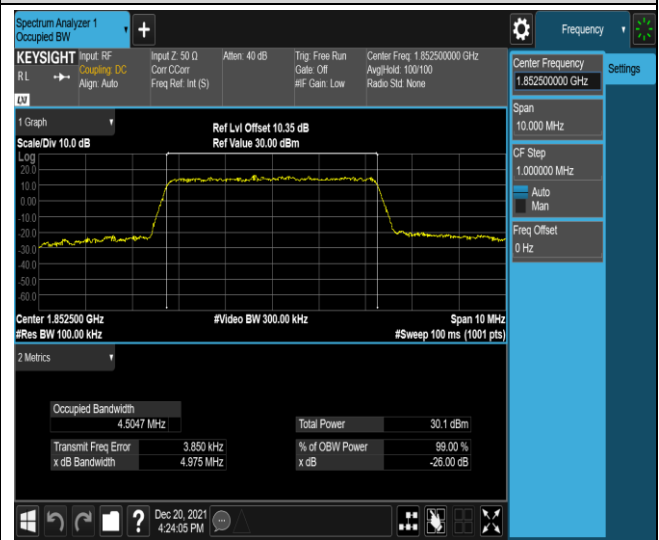 Spectrum Analyzer 1
Occupied BW
+
Frequency
KEYSIGHT
RL
LXI
Input: RF
Coupling: DC
Align: Auto
Input Z: 50 Ω
Corr CCorr
Freq Ref: Int (S)
Atten: 40 dB
Trig: Free Run
Gate: Off
#IF Gain: Low
Center Freq: 1.852500000 GHz
Avg|Hold: 100/100
Radio Std: None
Center Frequency
1.852500000 GHz
Settings
Span
10.000 MHz
CF Step
1.000000 MHz
Auto
Man
Freq Offset
0 Hz
1 Graph
Scale/Div 10.0 dB
Ref Lvl Offset 10.35 dB
Ref Value 30.00 dBm
Log
20.0
10.0
0.00
-10.0
-20.0
-30.0
-40.0
-50.0
-60.0
Center 1.852500 GHz
#Video BW 300.00 kHz
Span 10 MHz
#Res BW 100.00 kHz
#Sweep 100 ms (1001 pts)
2 Metrics
Occupied Bandwidth
4.5047 MHz
Total Power 30.1 dBm
Transmit Freq Error 3.850 kHz
% of OBW Power 99.00 %
x dB Bandwidth 4.975 MHz
x dB -26.00 dB
?
Dec 20, 2021
4:24:05 PM